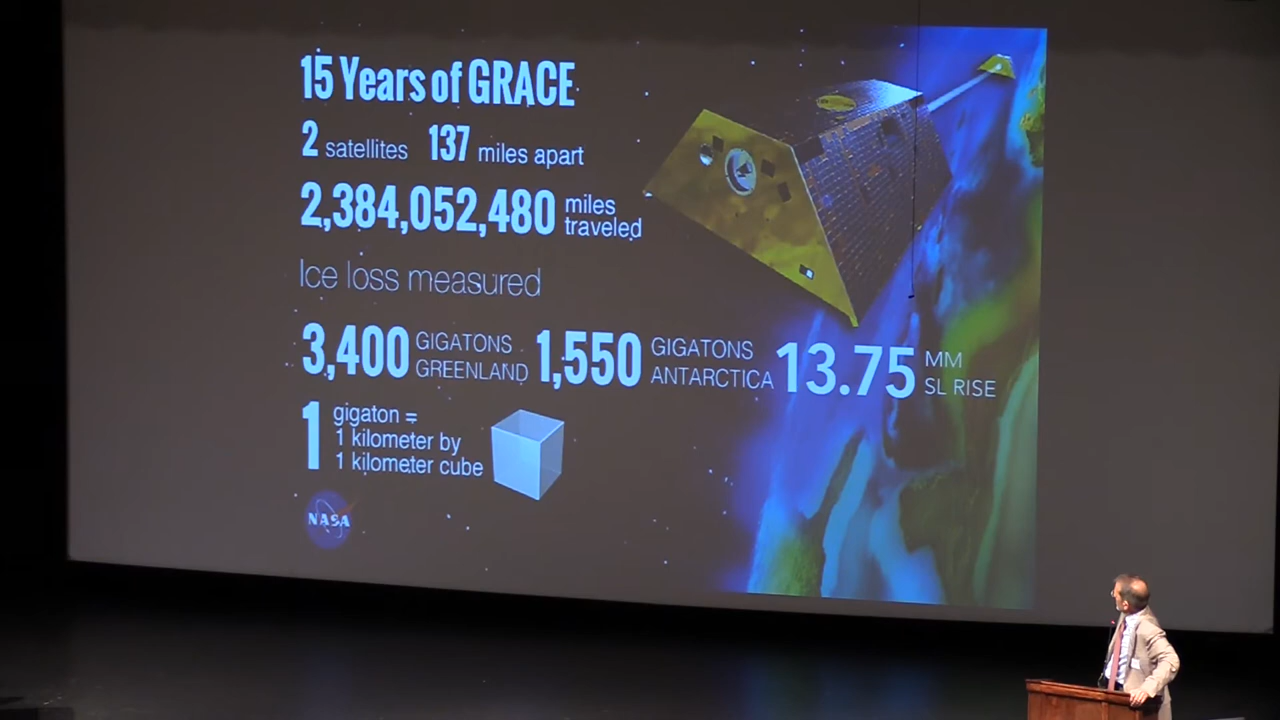 15 Years of GRACE
2 satellites 137 miles apart
2,384,052,480 miles
traveled
Ice loss measured
3,400 GIGATONS
GREENLAND
1,550 GIGATONS
ANTARCTICA
13.75 MM
SL RISE
1 gigaton =
1 kilometer by
1 kilometer cube
NASA